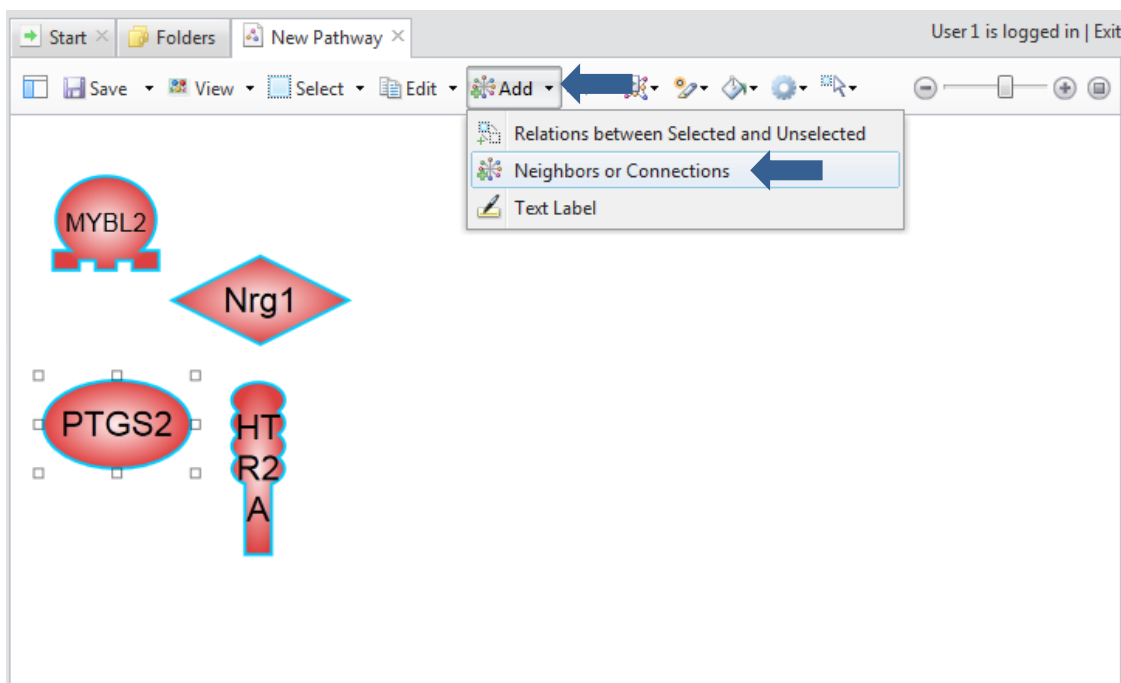 Start Folders New Pathway User 1 is logged in | Exit
Save View Select Edit Add
Relations between Selected and Unselected
Neighbors or Connections
Text Label
MYBL2
Nrg1
PTGS2
HT
R2
A